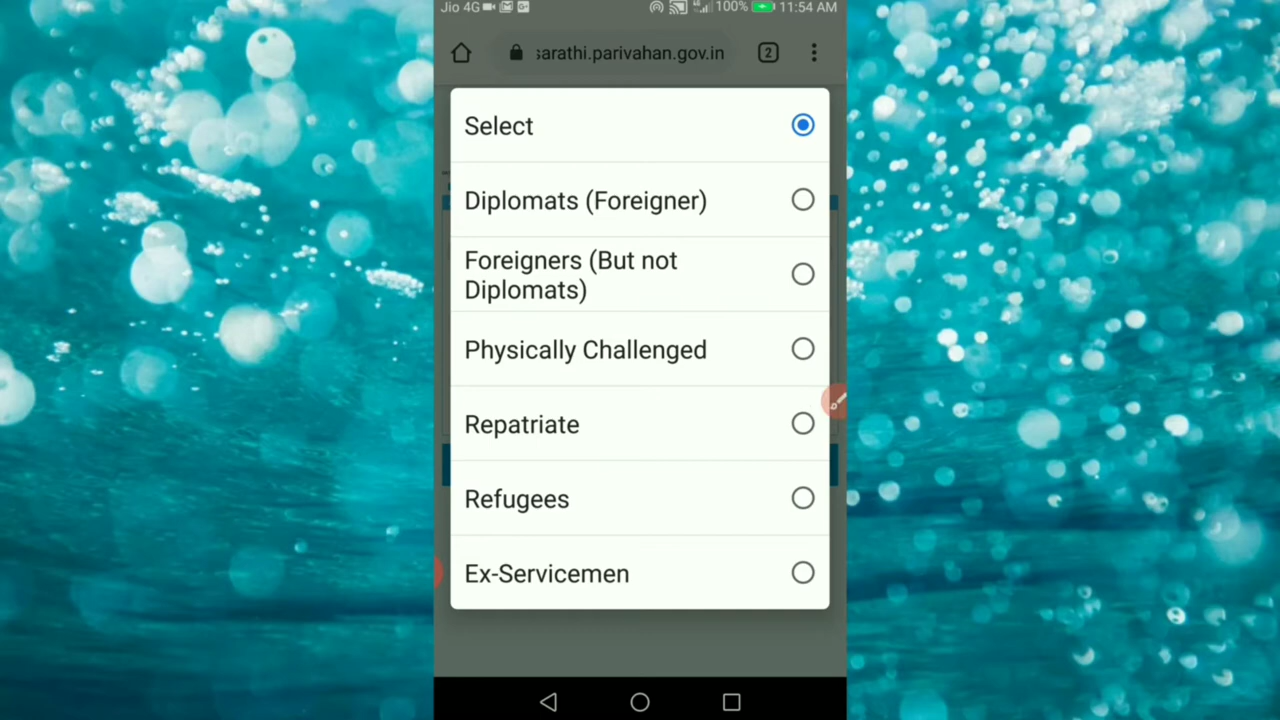 Jio 4G 100% 11:54 AM
sarathi.parivahan.gov.in 2
Select
Diplomats (Foreigner)
Foreigners (But not
Diplomats)
Physically Challenged
Repatriate
Refugees
Ex-Servicemen